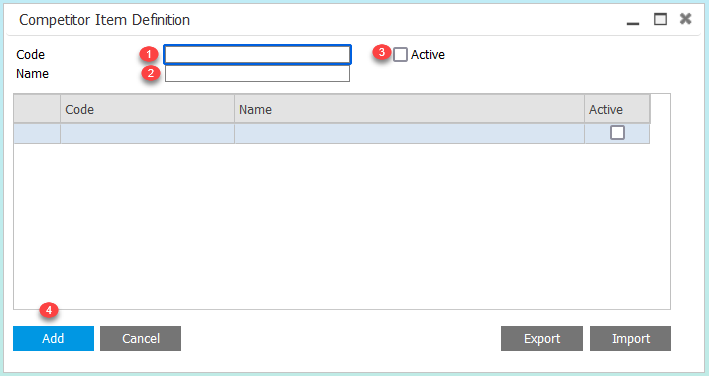 Competitor Item Definition
Code 1 3 Active
Name 2
Code Name Active
4
Add Cancel Export Import